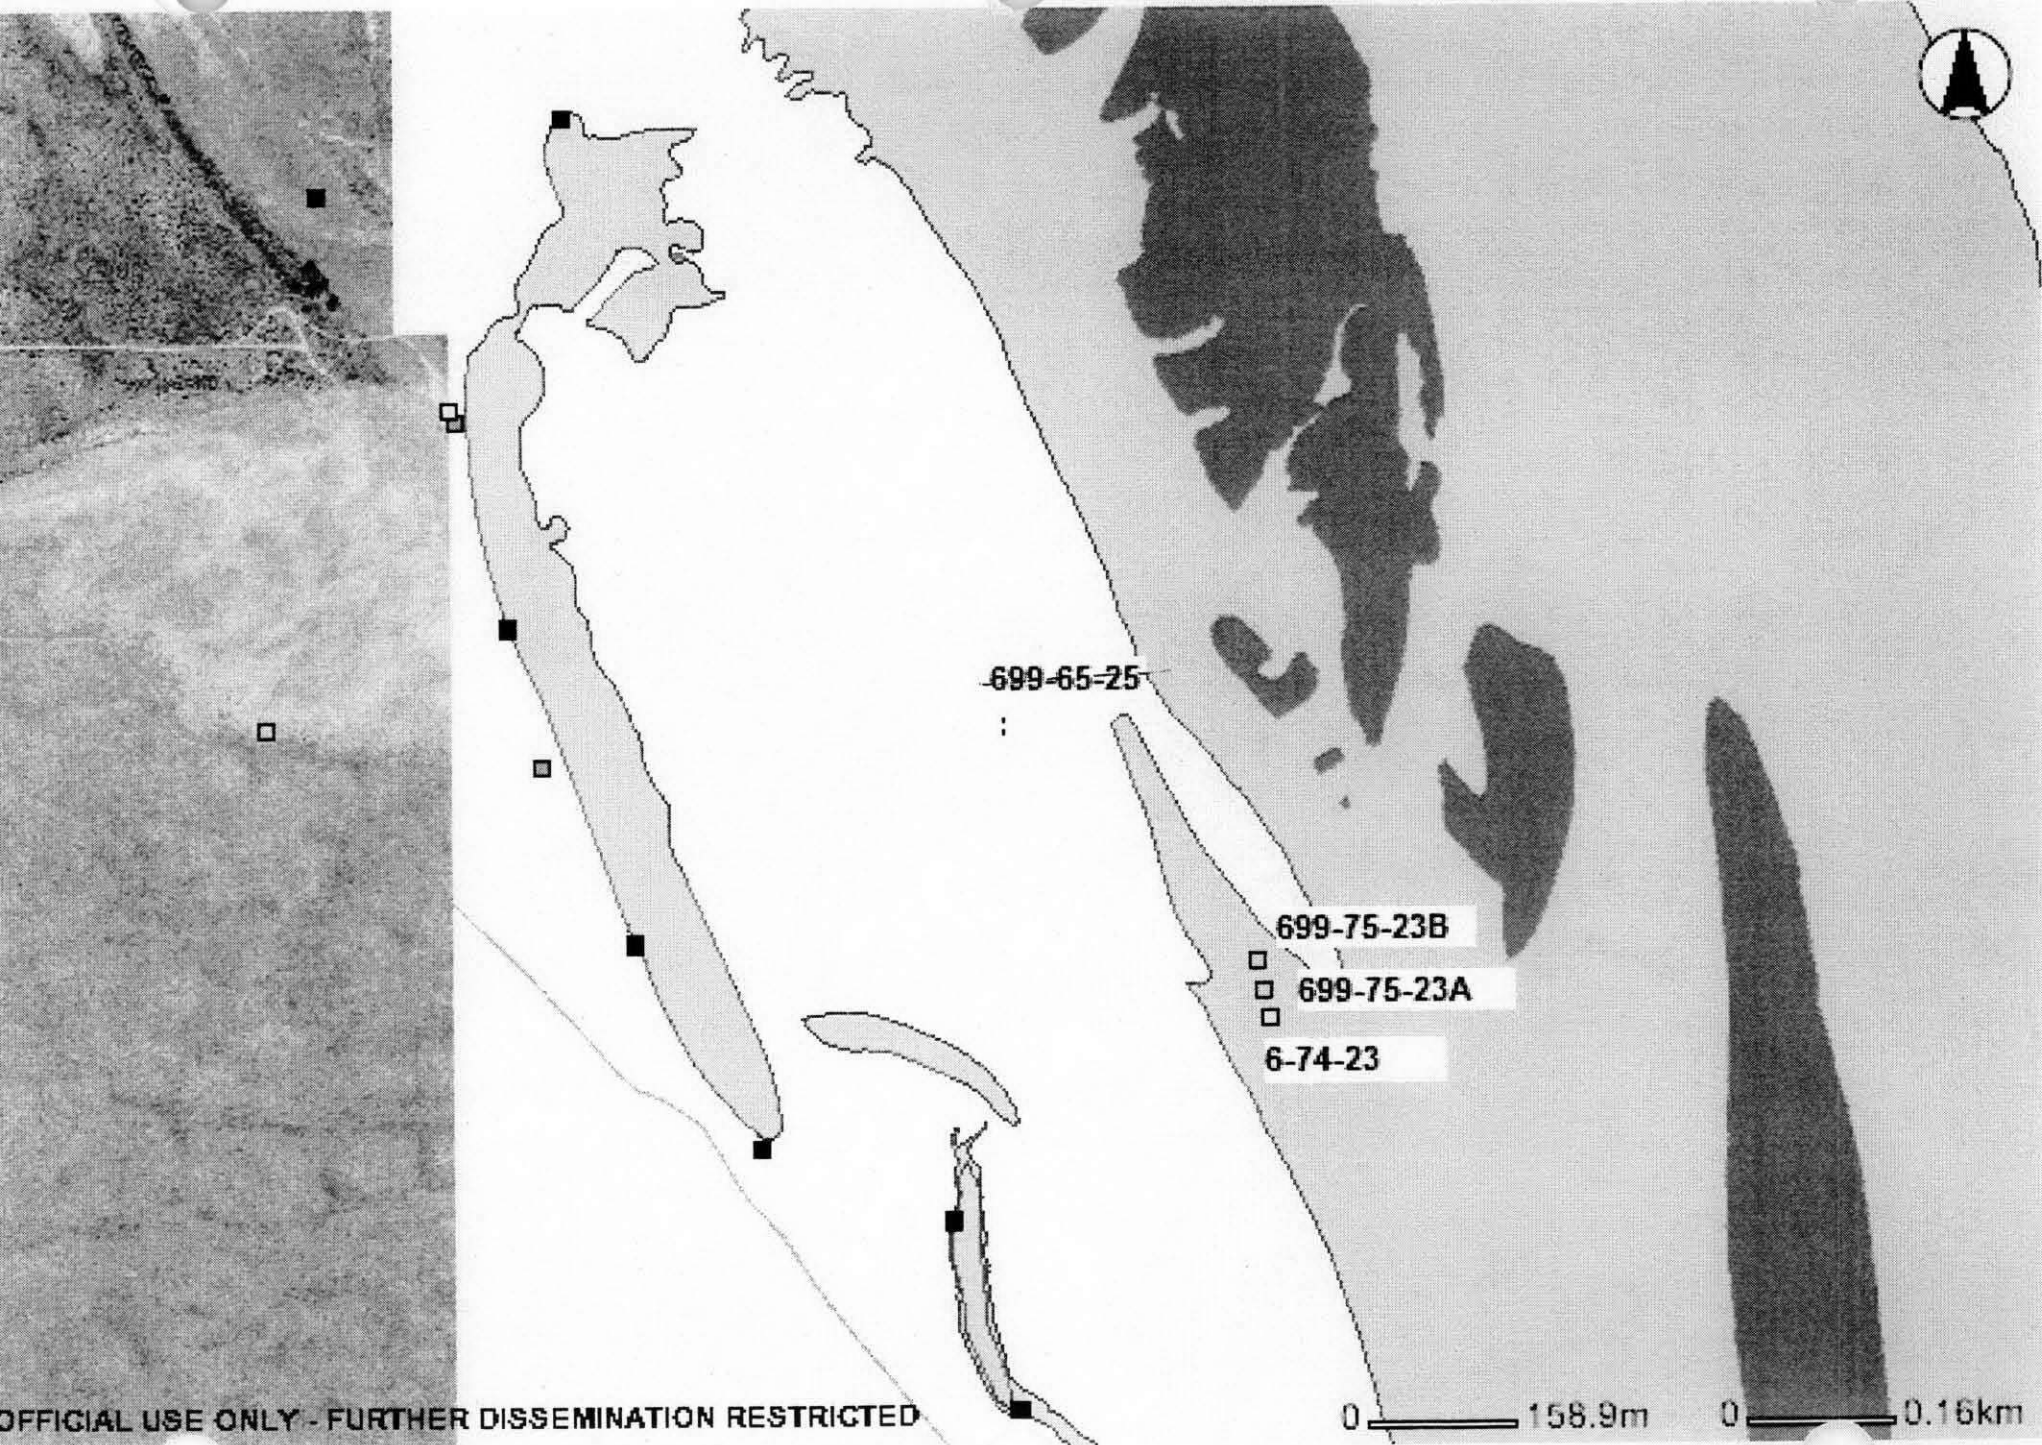 699-65-25
699-75-23B
699-75-23A
6-74-23
OFFICIAL USE ONLY - FURTHER DISSEMINATION RESTRICTED
0 158.9m 0 0.16km